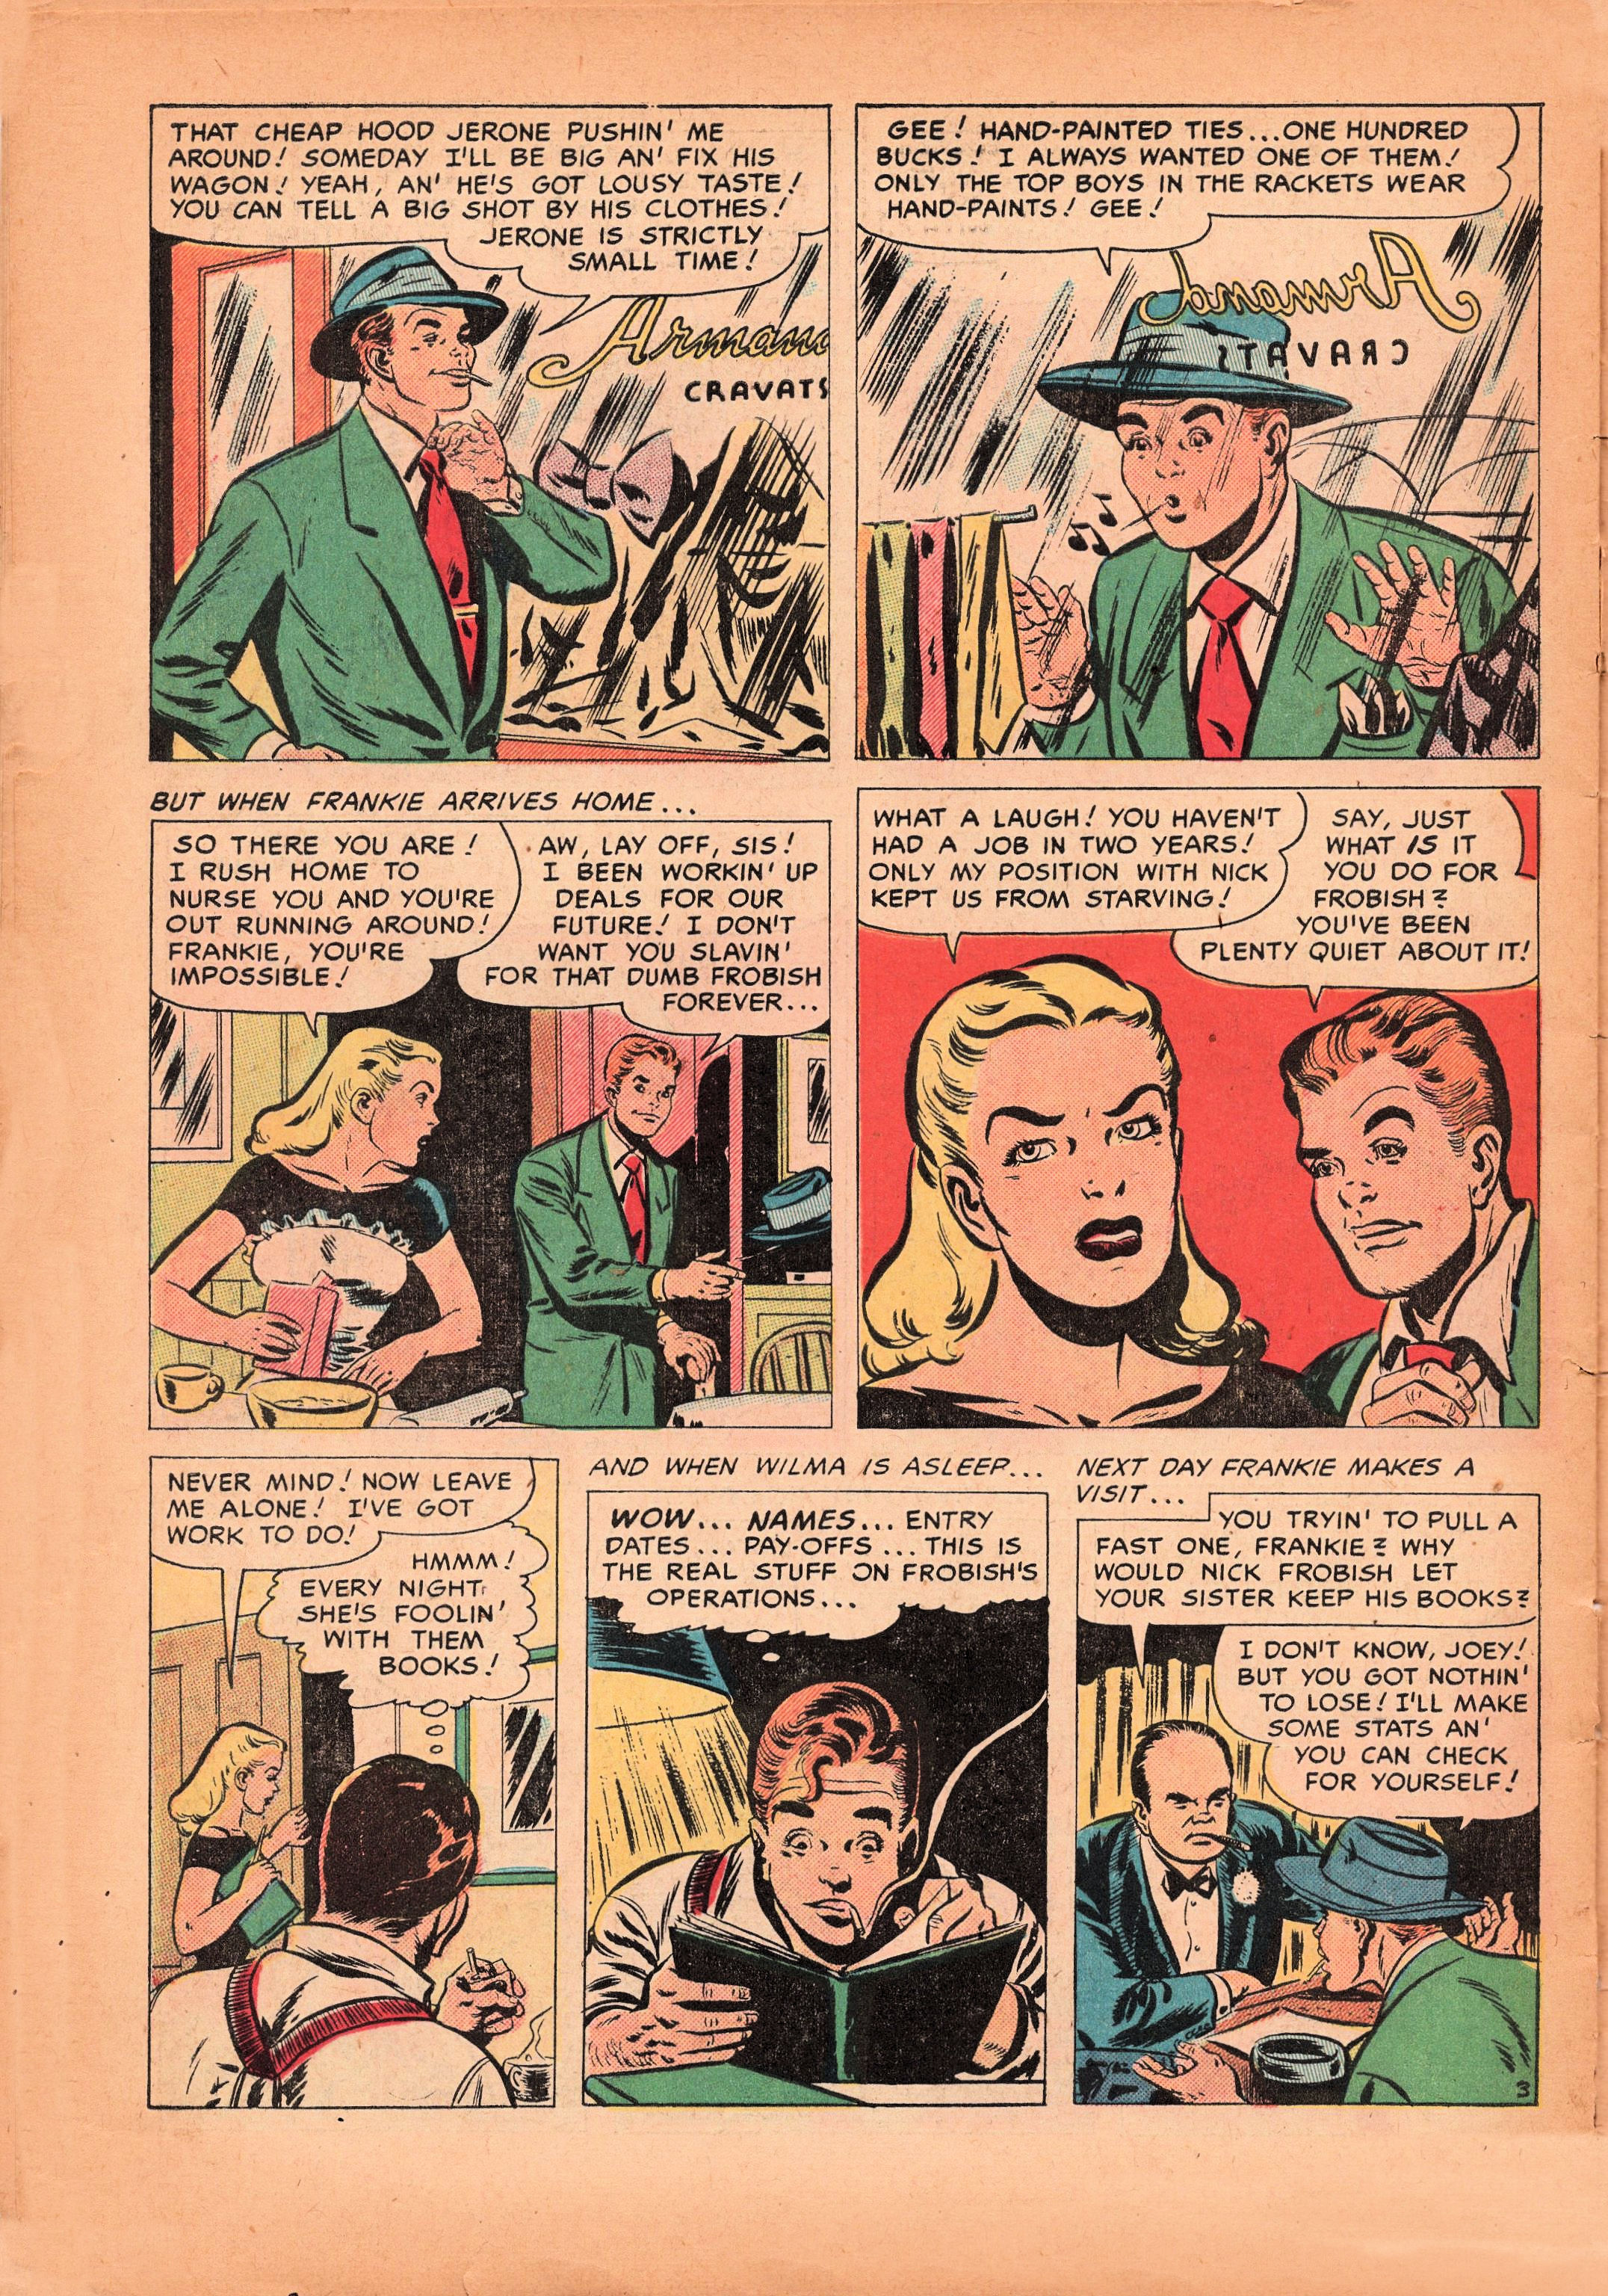 THAT CHEAP HOOD JERONE PUSHIN' ME
AROUND! SOMEDAY I'LL BE BIG AN' FIX HIS
WAGON! YEAH, AN' HE'S GOT LOUSY TASTE!
YOU CAN TELL A BIG SHOT BY HIS CLOTHES!
JERONE IS STRICTLY
SMALL TIME!
Armand
CRAVATS
GEE! HAND-PAINTED TIES...ONE HUNDRED
BUCKS! I ALWAYS WANTED ONE OF THEM!
ONLY THE TOP BOYS IN THE RACKETS WEAR
HAND-PAINTS! GEE!
Armand
CRAVATS
BUT WHEN FRANKIE ARRIVES HOME...
SO THERE YOU ARE!
I RUSH HOME TO
NURSE YOU AND YOU'RE
OUT RUNNING AROUND!
FRANKIE, YOU'RE
IMPOSSIBLE!
AW, LAY OFF, SIS!
I BEEN WORKIN' UP
DEALS FOR OUR
FUTURE! I DON'T
WANT YOU SLAVIN'
FOR THAT DUMB FROBISH
FOREVER...
WHAT A LAUGH! YOU HAVEN'T
HAD A JOB IN TWO YEARS!
ONLY MY POSITION WITH NICK
KEPT US FROM STARVING!
SAY, JUST
WHAT IS IT
YOU DO FOR
FROBISH?
YOU'VE BEEN
PLENTY QUIET ABOUT IT!
NEVER MIND! NOW LEAVE
ME ALONE! I'VE GOT
WORK TO DO!
HMMM!
EVERY NIGHT
SHE'S FOOLIN'
WITH THEM
BOOKS!
AND WHEN WILMA IS ASLEEP...
WOW... NAMES... ENTRY
DATES... PAY-OFFS... THIS IS
THE REAL STUFF ON FROBISH'S
OPERATIONS...
NEXT DAY FRANKIE MAKES A
VISIT...
YOU TRYIN' TO PULL A
FAST ONE, FRANKIE? WHY
WOULD NICK FROBISH LET
YOUR SISTER KEEP HIS BOOKS?
I DON'T KNOW, JOEY!
BUT YOU GOT NOTHIN'
TO LOSE! I'LL MAKE
SOME STATS AN'
YOU CAN CHECK
FOR YOURSELF!
3